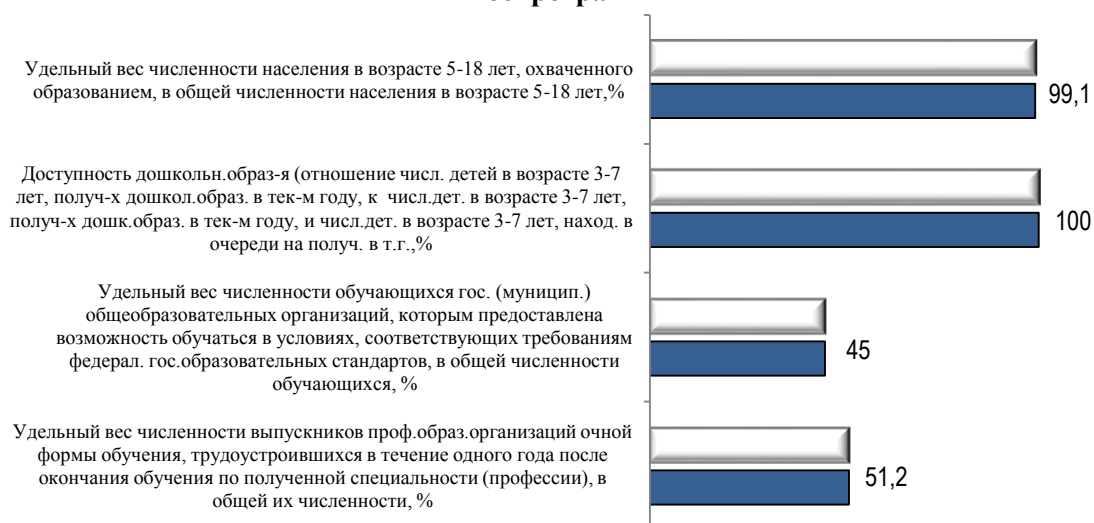 Удельный вес численности населения в возрасте 5-18 лет, охваченного
образованием, в общей численности населения в возрасте 5-18 лет,%
99,1
Доступность дошкольн.образ-я (отношение числ. детей в возрасте 3-7
лет, получ-х дошкол.образ. в тек-м году, к числ.дет. в возрасте 3-7 лет,
получ-х дошк.образ. в тек-м году, и числ.дет. в возрасте 3-7 лет, наход. в
очереди на получ. в т.г.,%
100
Удельный вес численности обучающихся гос. (муницип.)
общеобразовательных организаций, которым предоставлена
возможность обучаться в условиях, соответствующих требованиям
федерал. гос.образовательных стандартов, в общей численности
обучающихся, %
45
Удельный вес численности выпускников проф.образ.организаций очной
формы обучения, трудоустроившихся в течение одного года после
окончания обучения по полученной специальности (профессии), в
общей их численности, %
51,2